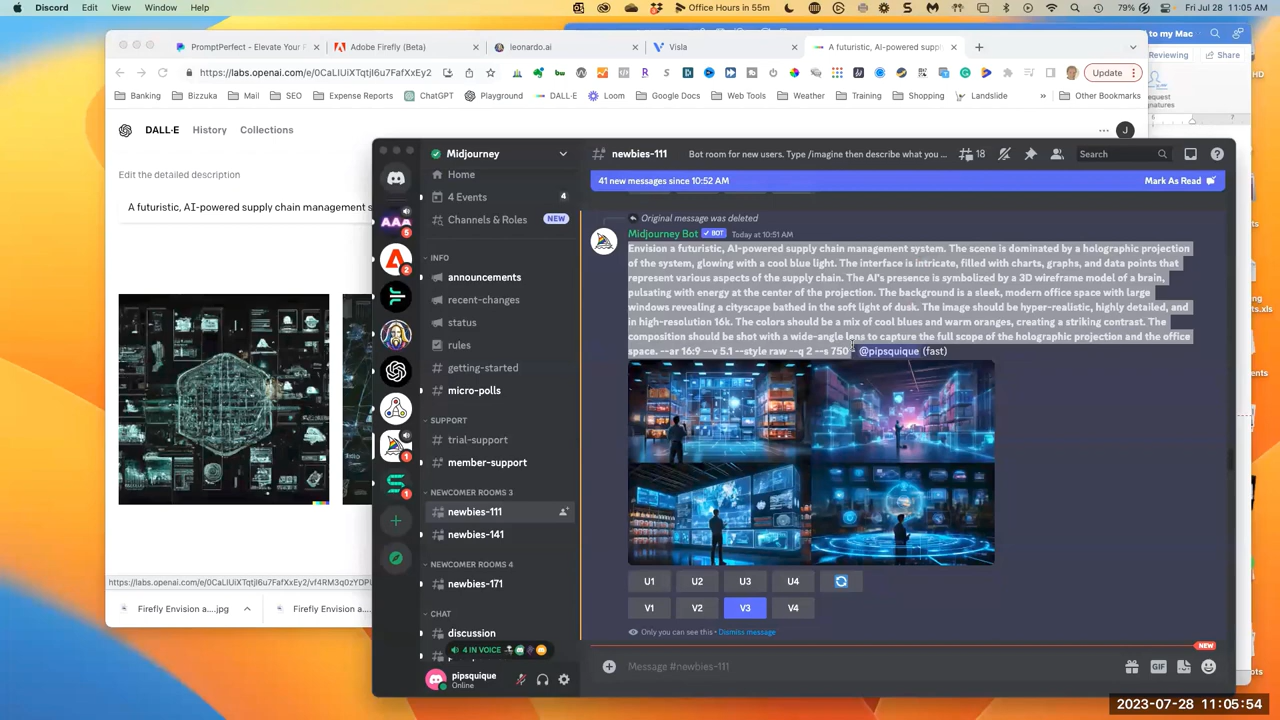 Discord Edit View Window Help
Office Hours in 55m
79%
Fri Jul 28 11:05 AM
PromptPerfect - Elevate Your F
Adobe Firefly (Beta)
leonardo.ai
Visla
A futuristic, AI-powered suppl
to my Mac
https://labs.openai.com/e/0CaLIUiXTqtjI6u7FafXxEy2
Update
Reviewing
Share
Banking
Bizzuka
Mail
SEO
Expense Reports
ChatGPT
Playground
DALL-E
Loom
Google Docs
Web Tools
Weather
Training
Shopping
Landslide
Other Bookmarks
DALL·E
History
Collections
J
Edit the detailed description
A futuristic, AI-powered supply chain management s
https://labs.openai.com/e/0CaLIUiXTqtjI6u7FafXxEy2/vf4RM3q0zYDP
Firefly Envision a....jpg
Firefly Envision a....j
Midjourney
Home
4 Events
4
Channels & Roles
NEW
INFO
announcements
recent-changes
status
rules
getting-started
micro-polls
SUPPORT
trial-support
member-support
NEWCOMER ROOMS 3
newbies-111
newbies-141
NEWCOMER ROOMS 4
newbies-171
CHAT
discussion
4 IN VOICE
pipsquique
Online
newbies-111
Bot room for new users. Type /imagine then describe what you ...
18
Search
41 new messages since 10:52 AM
Mark As Read
Original message was deleted
Midjourney Bot BOT Today at 10:51 AM
Envision a futuristic, AI-powered supply chain management system. The scene is dominated by a holographic projection
of the system, glowing with a cool blue light. The interface is intricate, filled with charts, graphs, and data points that
represent various aspects of the supply chain. The AI's presence is symbolized by a 3D wireframe model of a brain,
pulsating with energy at the center of the projection. The background is a sleek, modern office space with large
windows revealing a cityscape bathed in the soft light of dusk. The image should be hyper-realistic, highly detailed, and
in high-resolution 16k. The colors should be a mix of cool blues and warm oranges, creating a striking contrast. The
composition should be shot with a wide-angle lens to capture the full scope of the holographic projection and the office
space. --ar 16:9 --v 5.1 --style raw --q 2 --s 750 - @pipsquique (fast)
U1
U2
U3
U4
V1
V2
V3
V4
Only you can see this • Dismiss message
NEW
Message #newbies-111
GIF
2023-07-28 11:05:54